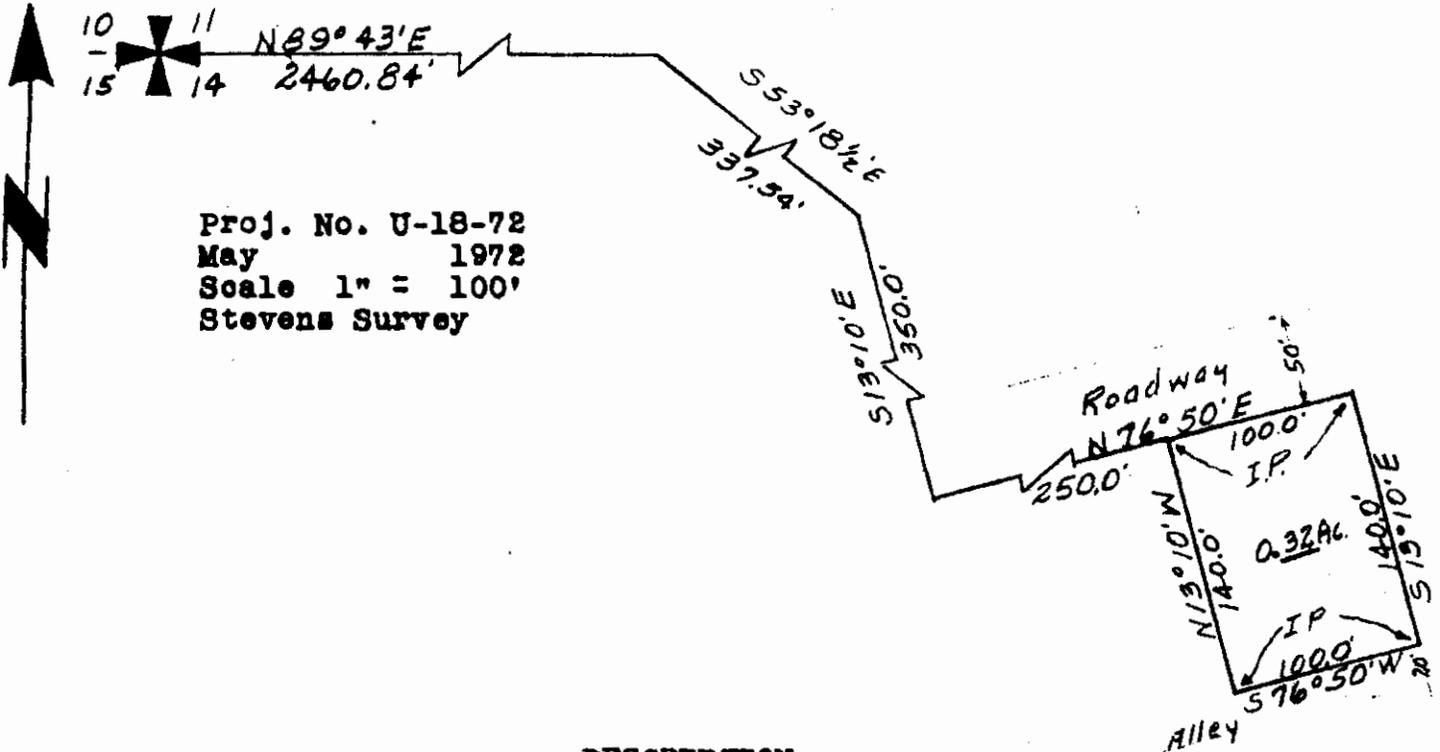 10 11
15 14
N
N89°43'E
2460.84'
S53°18½'E
337.54'
Proj. No. U-18-72
May 1972
Scale 1" = 100'
Stevens Survey
S13°10'E
350.0'
50'
Roadway
N76°50'E
100.0'
250.0'
I.P.
N13°10'W
140.0'
0.32Ac.
140.0'
S13°10'E
I P
100.0'
S76°50'W
20'
Alley
DESCRIPTION